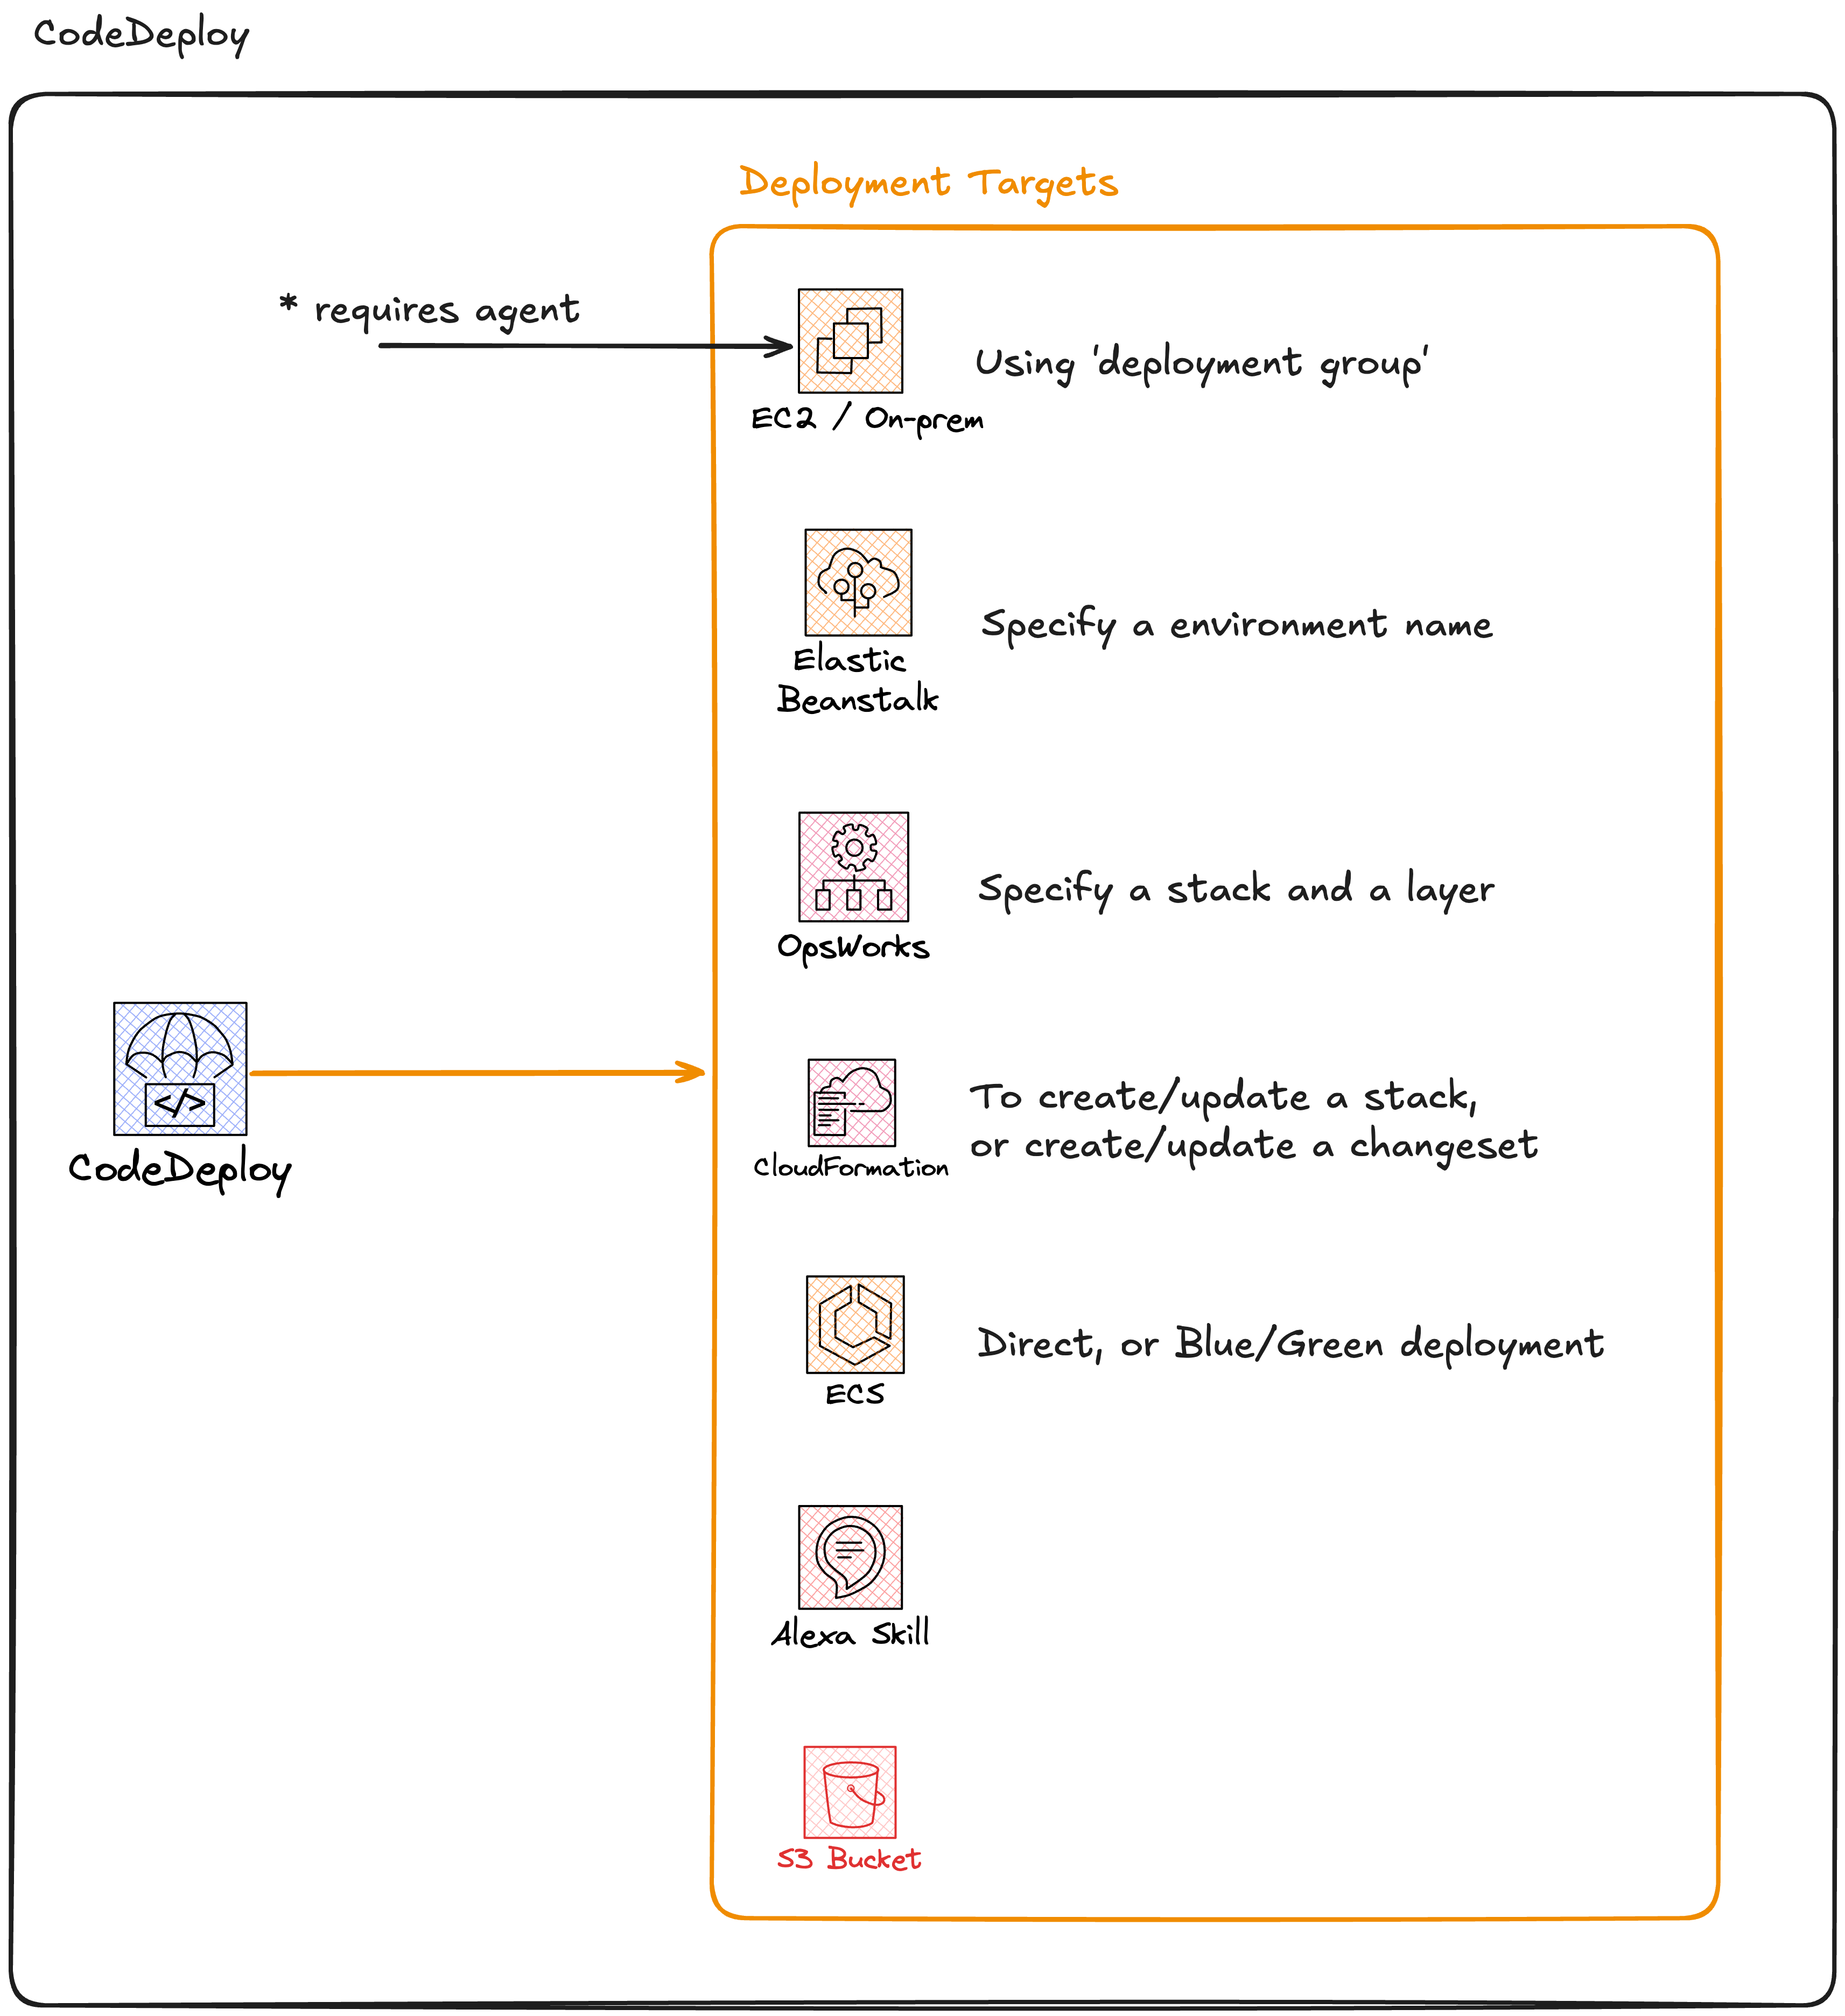 CodeDeploy
Deployment Targets
* requires agent
Using 'deployment group'
EC2 / On-prem
Specify a environment name
Elastic
Beanstalk
Specify a stack and a layer
OpsWorks
</>
CodeDeploy
To create/update a stack,
or create/update a changeset
CloudFormation
Direct, or Blue/Green deployment
ECS
Alexa Skill
S3 Bucket